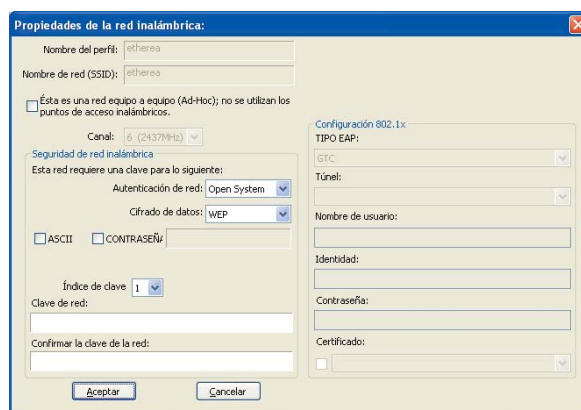 Propiedades de la red inalámbrica:
Nombre del perfil: etherea
Nombre de red (SSID): etherea
Ésta es una red equipo a equipo (Ad-Hoc); no se utilizan los
puntos de acceso inalámbricos.
Canal: 6 (2437MHz)
Seguridad de red inalámbrica
Esta red requiere una clave para lo siguiente:
Autenticación de red: Open System
Cifrado de datos: WEP
ASCII CONTRASEÑA
Índice de clave 1
Clave de red:
Confirmar la clave de la red:
Configuración 802.1x
TIPO EAP:
GTC
Túnel:
Nombre de usuario:
Identidad:
Contraseña:
Certificado:
Aceptar Cancelar